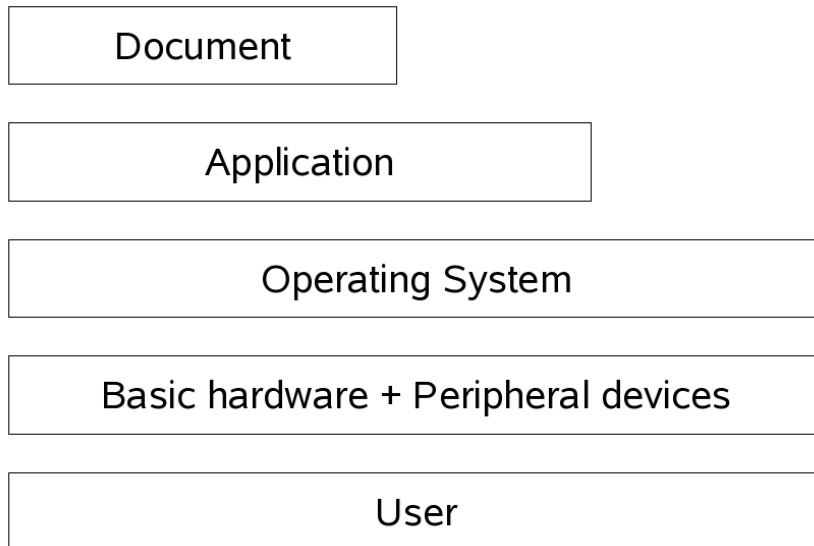 Document
Application
Operating System
Basic hardware + Peripheral devices
User